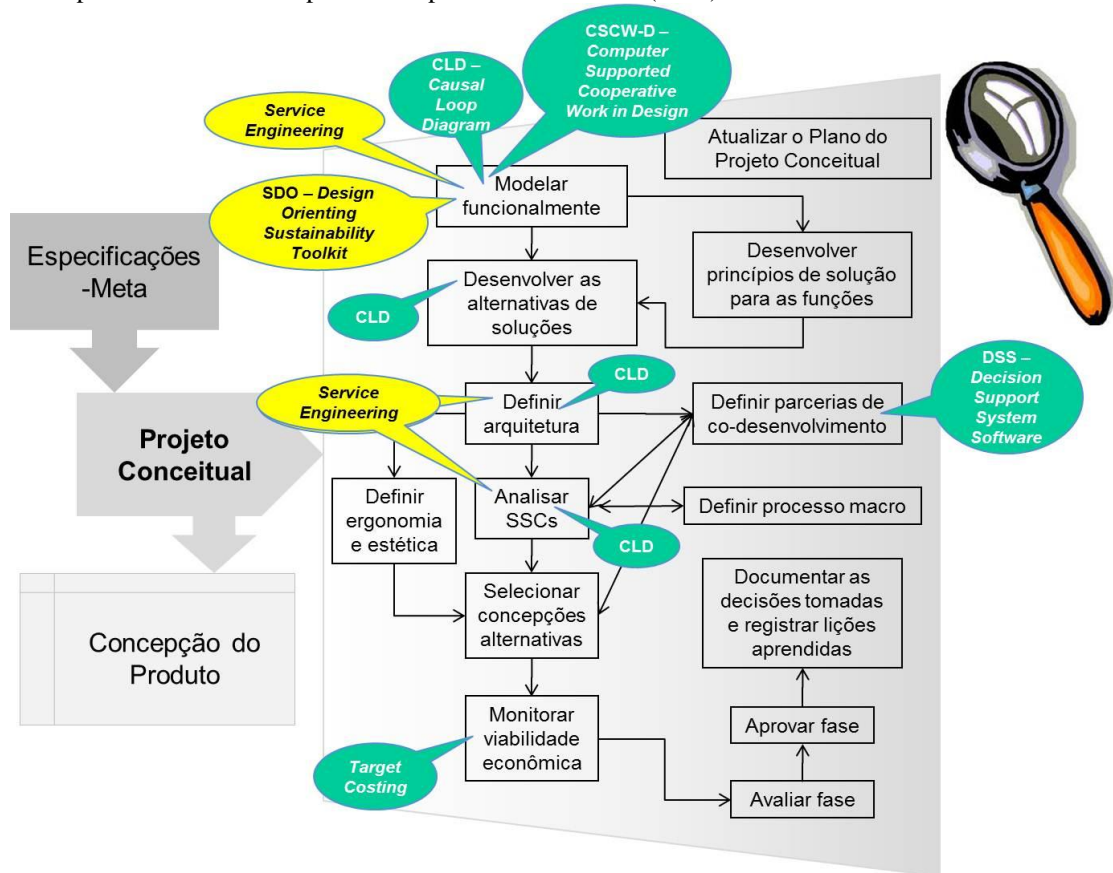 CSCW-D –
Computer
Supported
Cooperative
Work in Design
CLD –
Causal
Loop
Diagram
Service
Engineering
Atualizar o Plano do
Projeto Conceitual
SDO – Design
Orienting
Sustainability
Toolkit
Modelar
funcionalmente
Especificações
-Meta
Desenvolver
princípios de solução
para as funções
Desenvolver as
alternativas de
soluções
CLD
DSS –
Decision
Support
System
Software
CLD
Service
Engineering
Definir
arquitetura
Definir parcerias de
co-desenvolvimento
Projeto
Conceitual
Definir
ergonomia
e estética
Analisar
SSCs
Definir processo macro
CLD
Selecionar
concepções
alternativas
Documentar as
decisões tomadas
e registrar lições
aprendidas
Concepção do
Produto
Monitorar
viabilidade
econômica
Aprovar fase
Target
Costing
Avaliar fase